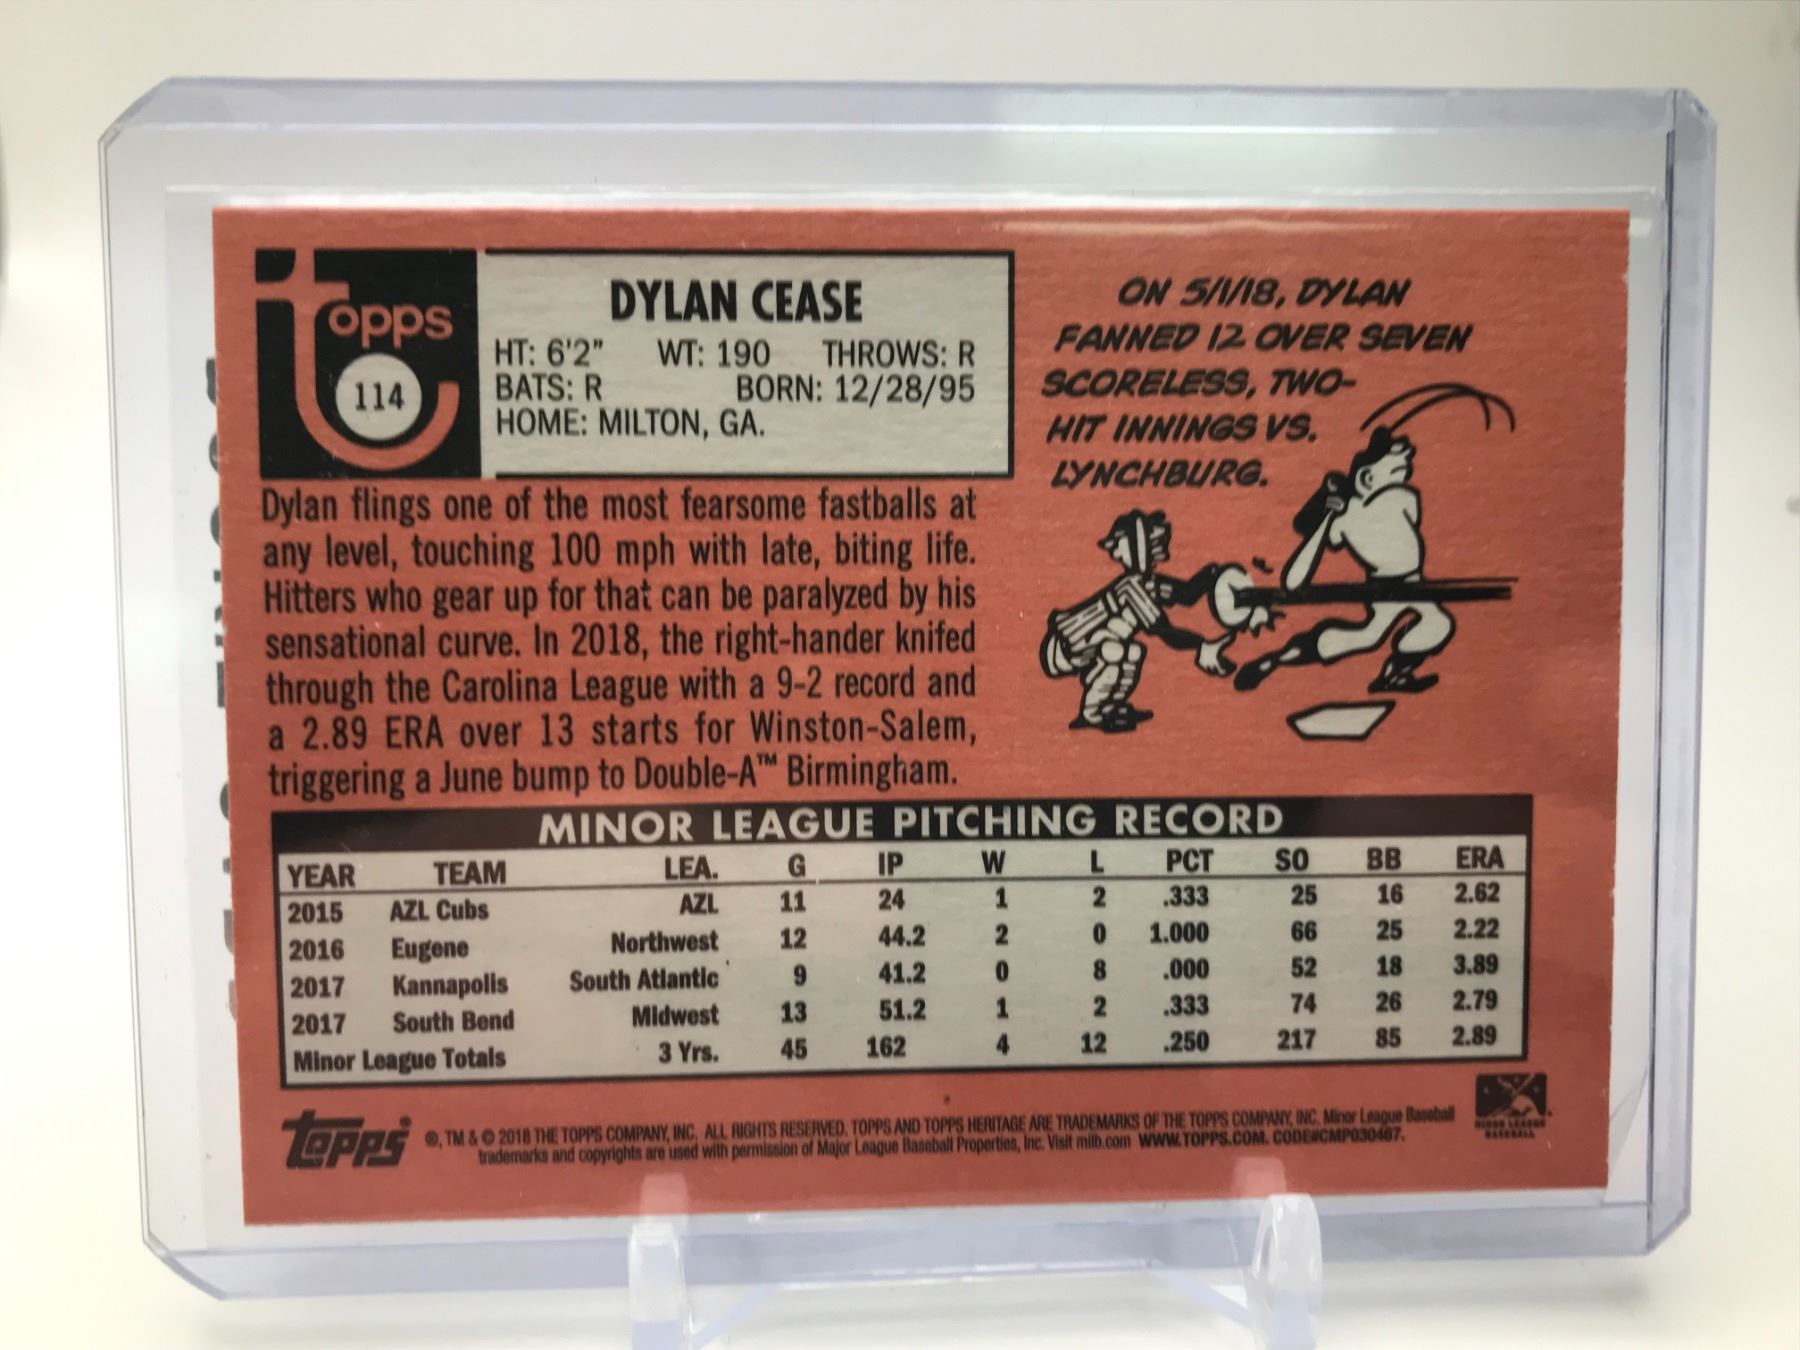 topps
114
DYLAN CEASE
HT: 6'2" WT: 190 THROWS: R
BATS: R BORN: 12/28/95
HOME: MILTON, GA.
ON 5/1/18, DYLAN
FANNED 12 OVER SEVEN
SCORELESS, TWO-
HIT INNINGS VS.
LYNCHBURG.
Dylan flings one of the most fearsome fastballs at
any level, touching 100 mph with late, biting life.
Hitters who gear up for that can be paralyzed by his
sensational curve. In 2018, the right-hander knifed
through the Carolina League with a 9-2 record and
a 2.89 ERA over 13 starts for Winston-Salem,
triggering a June bump to Double-A™ Birmingham.
MINOR LEAGUE PITCHING RECORD
YEAR TEAM LEA. G IP W L PCT SO BB ERA
2015 AZL Cubs AZL 11 24 1 2 .333 25 16 2.62
2016 Eugene Northwest 12 44.2 2 0 1.000 66 25 2.22
2017 Kannapolis South Atlantic 9 41.2 0 8 .000 52 18 3.89
2017 South Bend Midwest 13 51.2 1 2 .333 74 26 2.79
Minor League Totals 3 Yrs. 45 162 4 12 .250 217 85 2.89
topps
®, TM & © 2018 THE TOPPS COMPANY, INC. ALL RIGHTS RESERVED. TOPPS AND TOPPS HERITAGE ARE TRADEMARKS OF THE TOPPS COMPANY, INC. Minor League Baseball
trademarks and copyrights are used with permission of Major League Baseball Properties, Inc. Visit milb.com WWW.TOPPS.COM. CODE#CMP030467.
MINOR LEAGUE
BASEBALL